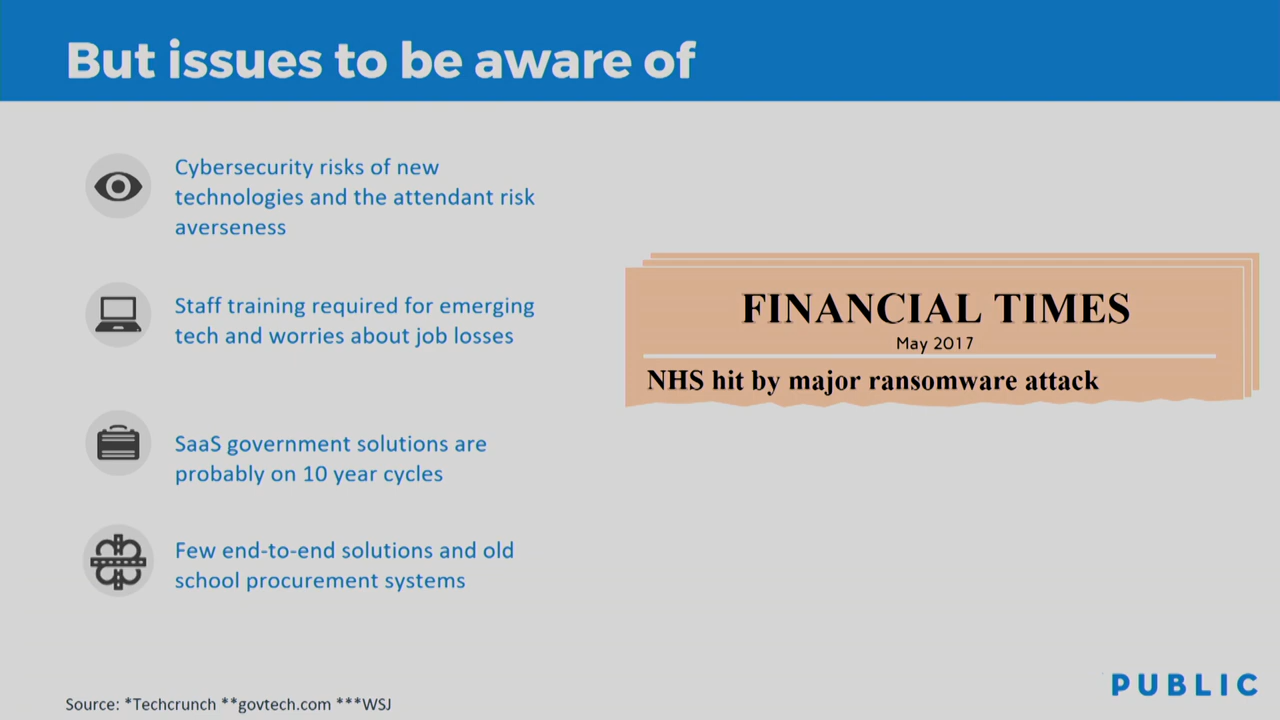 But issues to be aware of
Cybersecurity risks of new
technologies and the attendant risk
averseness
Staff training required for emerging
tech and worries about job losses
SaaS government solutions are
probably on 10 year cycles
Few end-to-end solutions and old
school procurement systems
FINANCIAL TIMES
May 2017
NHS hit by major ransomware attack
Source: *Techcrunch **govtech.com ***WSJ
PUBLIC